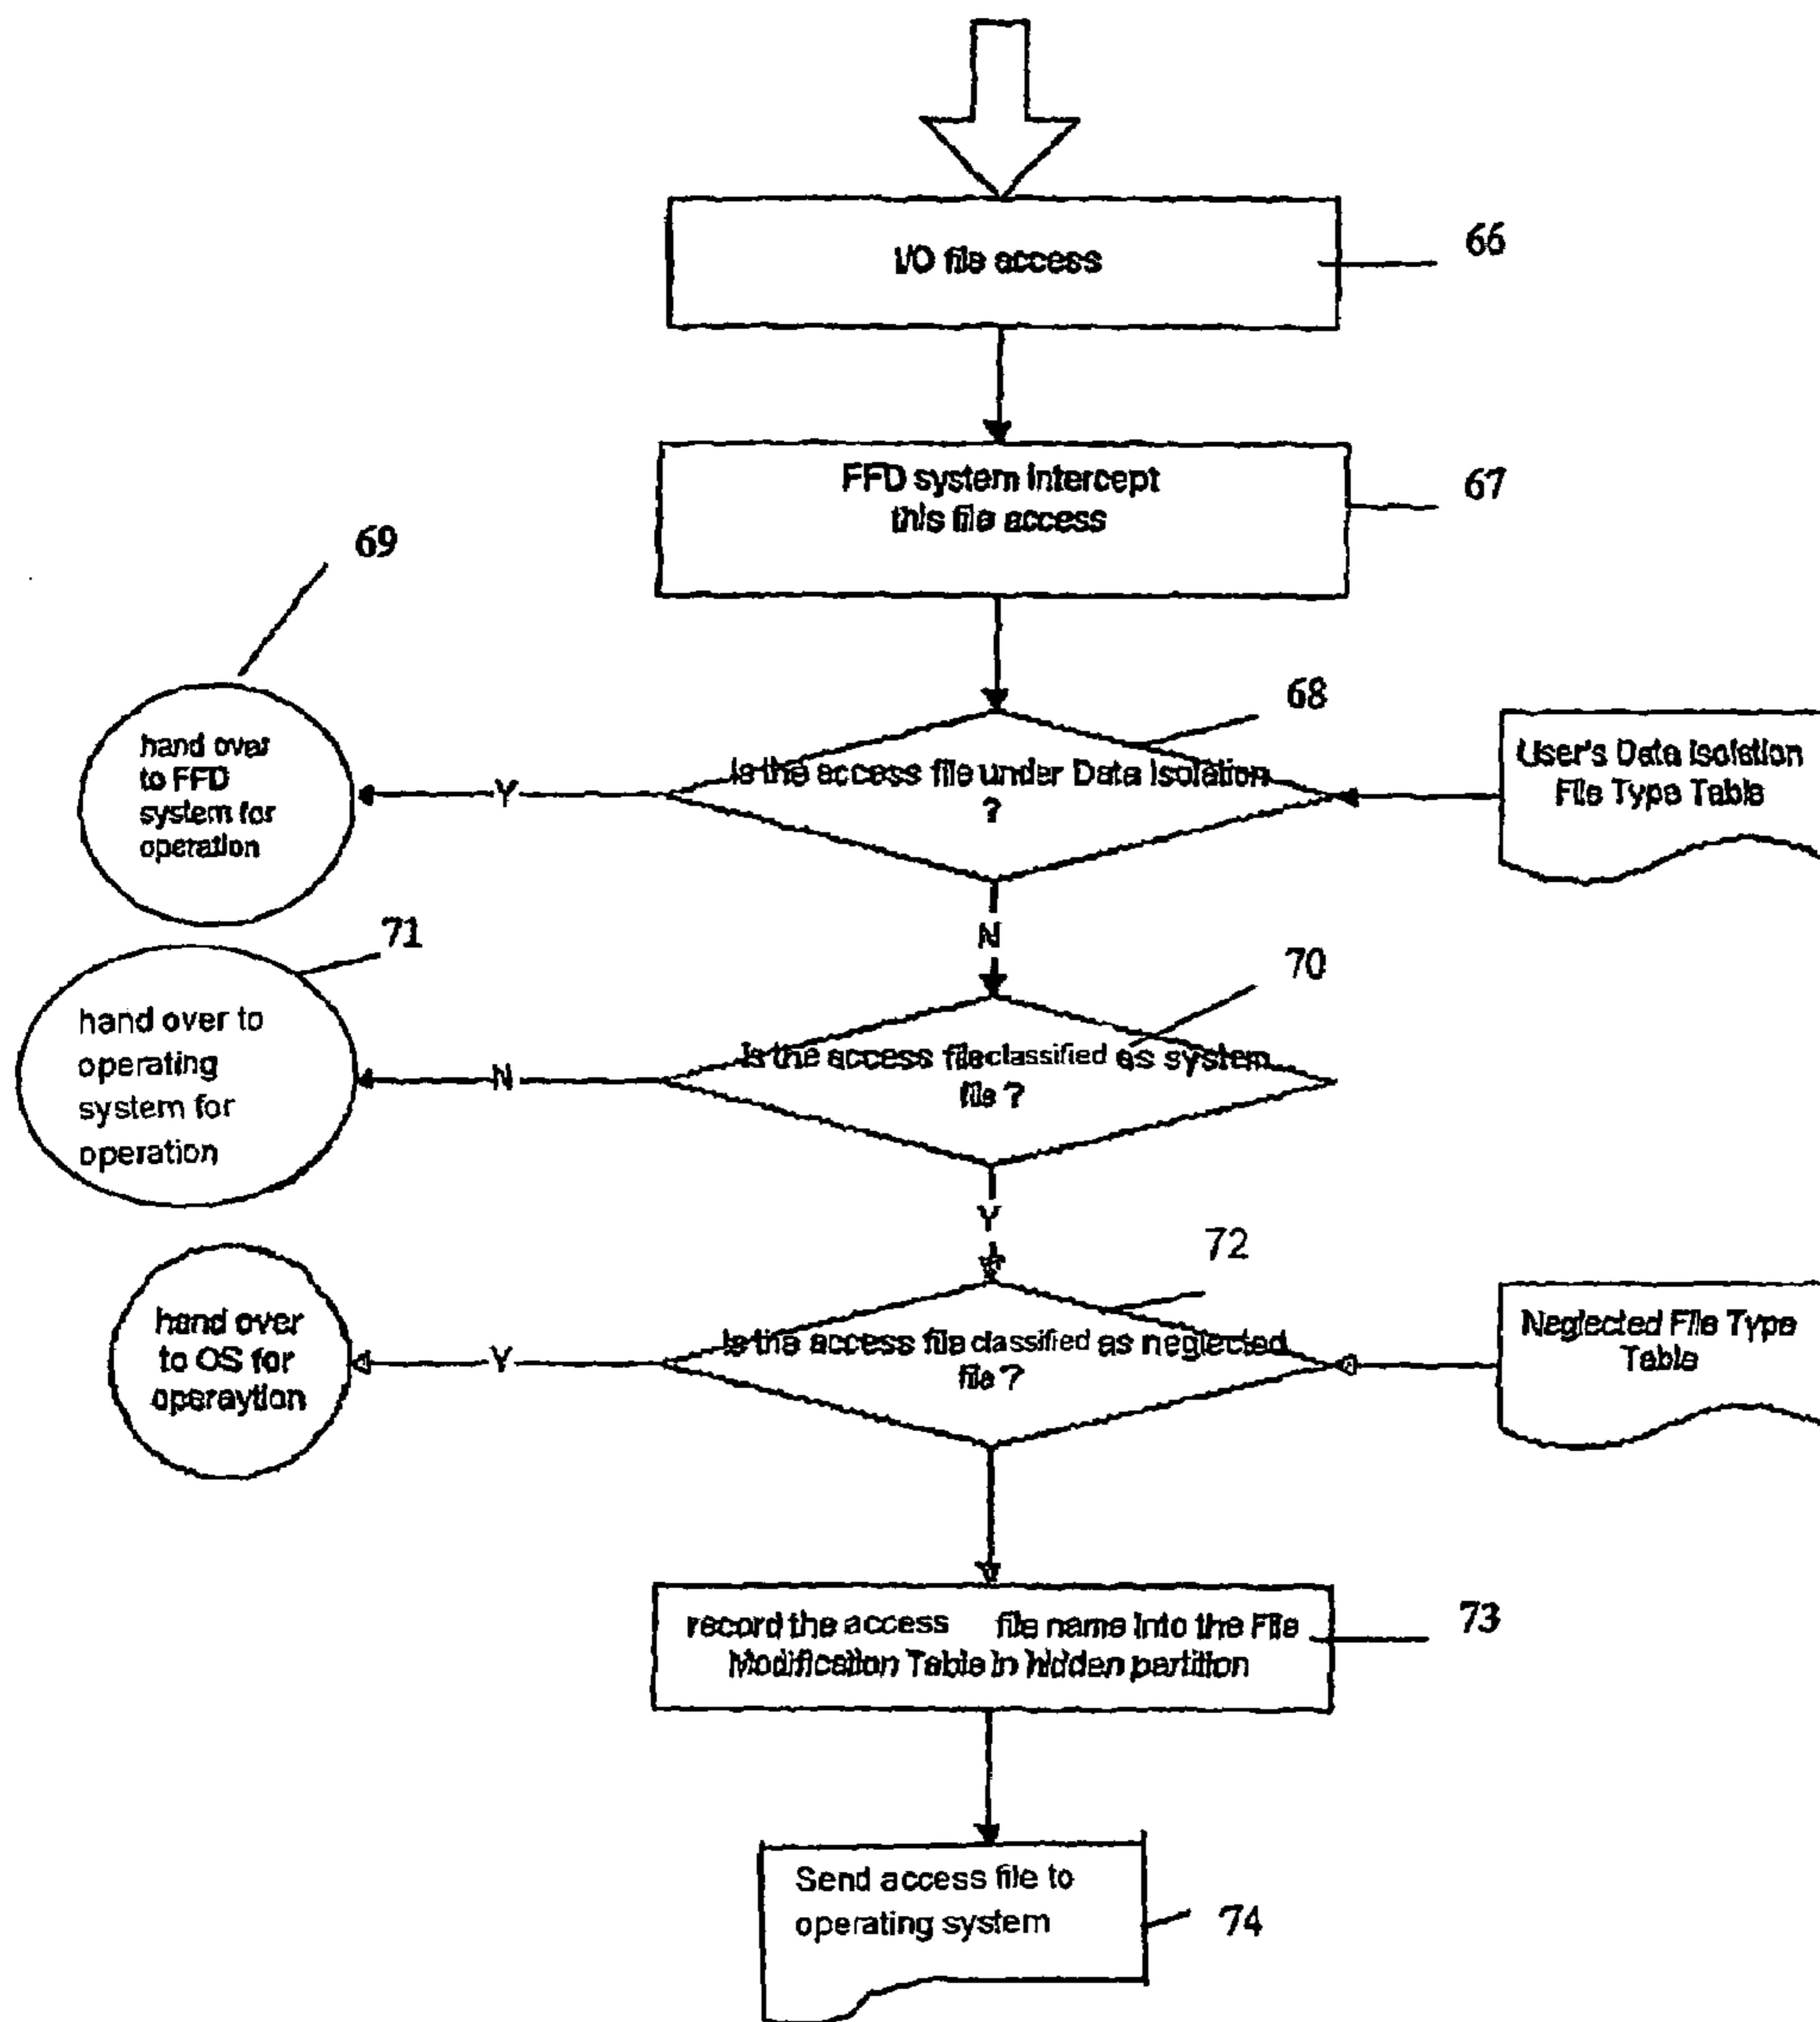 I/O file access
66
FFD system intercept
this file access
67
69
68
hand over
to FFD
system for
operation
Y
Is the access file under Data Isolation
?
User's Data Isolation
File Type Table
N
71
70
hand over to
operating
system for
operation
N
Is the access file classified as system
file ?
Y
72
hand over
to OS for
operaytion
Y
Is the access file classified as neglected
file ?
Neglected File Type
Table
record the access file name into the File
Modification Table in hidden partition
73
Send access file to
operating system
74